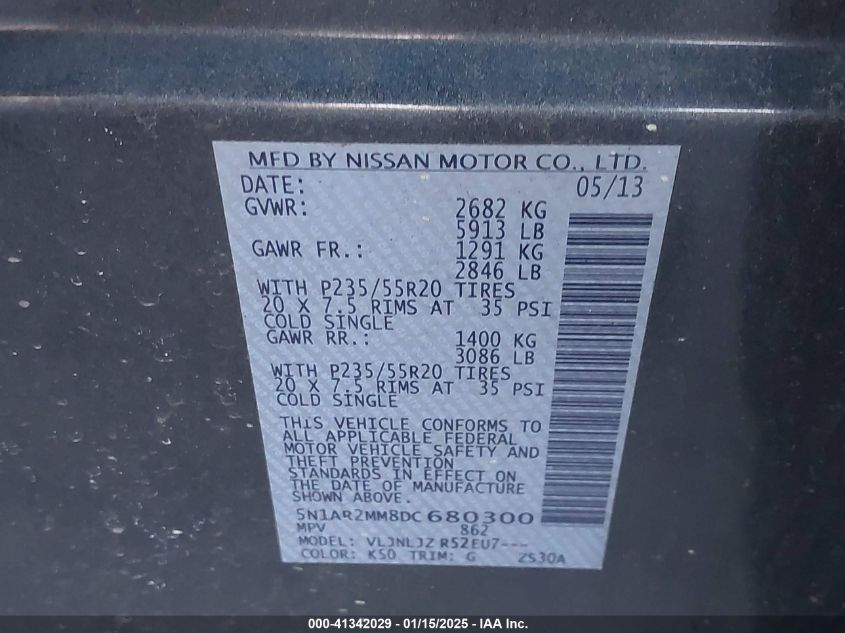 MFD BY NISSAN MOTOR CO., LTD.
DATE: 05/13
GVWR: 2682 KG
5913 LB
GAWR FR.: 1291 KG
2846 LB
WITH P235/55R20 TIRES
20 X 7.5 RIMS AT 35 PSI
COLD SINGLE
GAWR RR.: 1400 KG
3086 LB
WITH P235/55R20 TIRES
20 X 7.5 RIMS AT 35 PSI
COLD SINGLE
THIS VEHICLE CONFORMS TO
ALL APPLICABLE FEDERAL
MOTOR VEHICLE SAFETY AND
THEFT PREVENTION
STANDARDS IN EFFECT ON
THE DATE OF MANUFACTURE
SHOWN ABOVE.
5N1AR2MM8DC680300
MPV 862
MODEL: VLJNLJZ R52EU7---
COLOR: K50 TRIM: G ZS30A
000-41342029 - 01/15/2025 - IAA Inc.